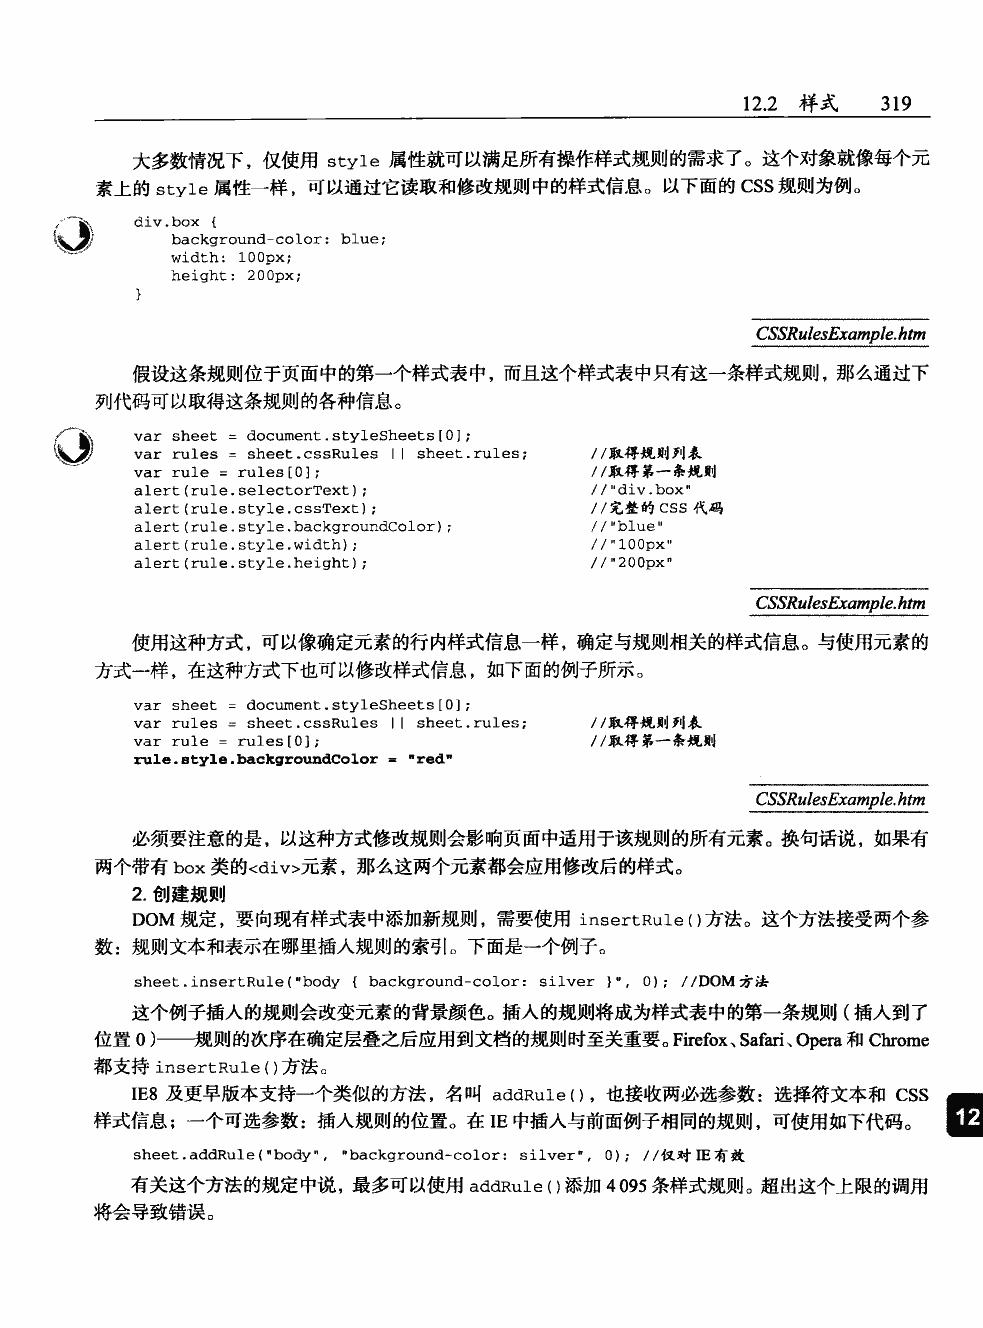 12.2 样式 319
大多数情况下，仅使用 style 属性就可以满足所有操作样式规则的需求了。这个对象就像每个元
素上的 style 属性一样，可以通过它读取和修改规则中的样式信息。以下面的 CSS 规则为例。
div.box {
    background-color: blue;
    width: 100px;
    height: 200px;
}
CSSRulesExample.htm
假设这条规则位于页面中的第一个样式表中，而且这个样式表中只有这一条样式规则，那么通过下
列代码可以取得这条规则的各种信息。
var sheet = document.styleSheets[0];
var rules = sheet.cssRules || sheet.rules; //取得规则列表
var rule = rules[0]; //取得第一条规则
alert(rule.selectorText); //"div.box"
alert(rule.style.cssText); //完整的 CSS 代码
alert(rule.style.backgroundColor); //"blue"
alert(rule.style.width); //"100px"
alert(rule.style.height); //"200px"
CSSRulesExample.htm
使用这种方式，可以像确定元素的行内样式信息一样，确定与规则相关的样式信息。与使用元素的
方式一样，在这种方式下也可以修改样式信息，如下面的例子所示。
var sheet = document.styleSheets[0];
var rules = sheet.cssRules || sheet.rules; //取得规则列表
var rule = rules[0]; //取得第一条规则
rule.style.backgroundColor = "red"
CSSRulesExample.htm
必须要注意的是，以这种方式修改规则会影响页面中适用于该规则的所有元素。换句话说，如果有
两个带有 box 类的<div>元素，那么这两个元素都会应用修改后的样式。
2. 创建规则
DOM 规定，要向现有样式表中添加新规则，需要使用 insertRule()方法。这个方法接受两个参
数：规则文本和表示在哪里插入规则的索引。下面是一个例子。
sheet.insertRule("body { background-color: silver }", 0); //DOM 方法
这个例子插入的规则会改变元素的背景颜色。插入的规则将成为样式表中的第一条规则（插入到了
位置 0）——规则的次序在确定层叠之后应用到文档的规则时至关重要。Firefox、Safari、Opera 和 Chrome
都支持 insertRule()方法。
IE8 及更早版本支持一个类似的方法，名叫 addRule()，也接收两必选参数：选择符文本和 CSS
样式信息；一个可选参数：插入规则的位置。在 IE 中插入与前面例子相同的规则，可使用如下代码。
12
sheet.addRule("body", "background-color: silver", 0); //仅对 IE 有效
有关这个方法的规定中说，最多可以使用 addRule()添加 4 095 条样式规则。超出这个上限的调用
将会导致错误。